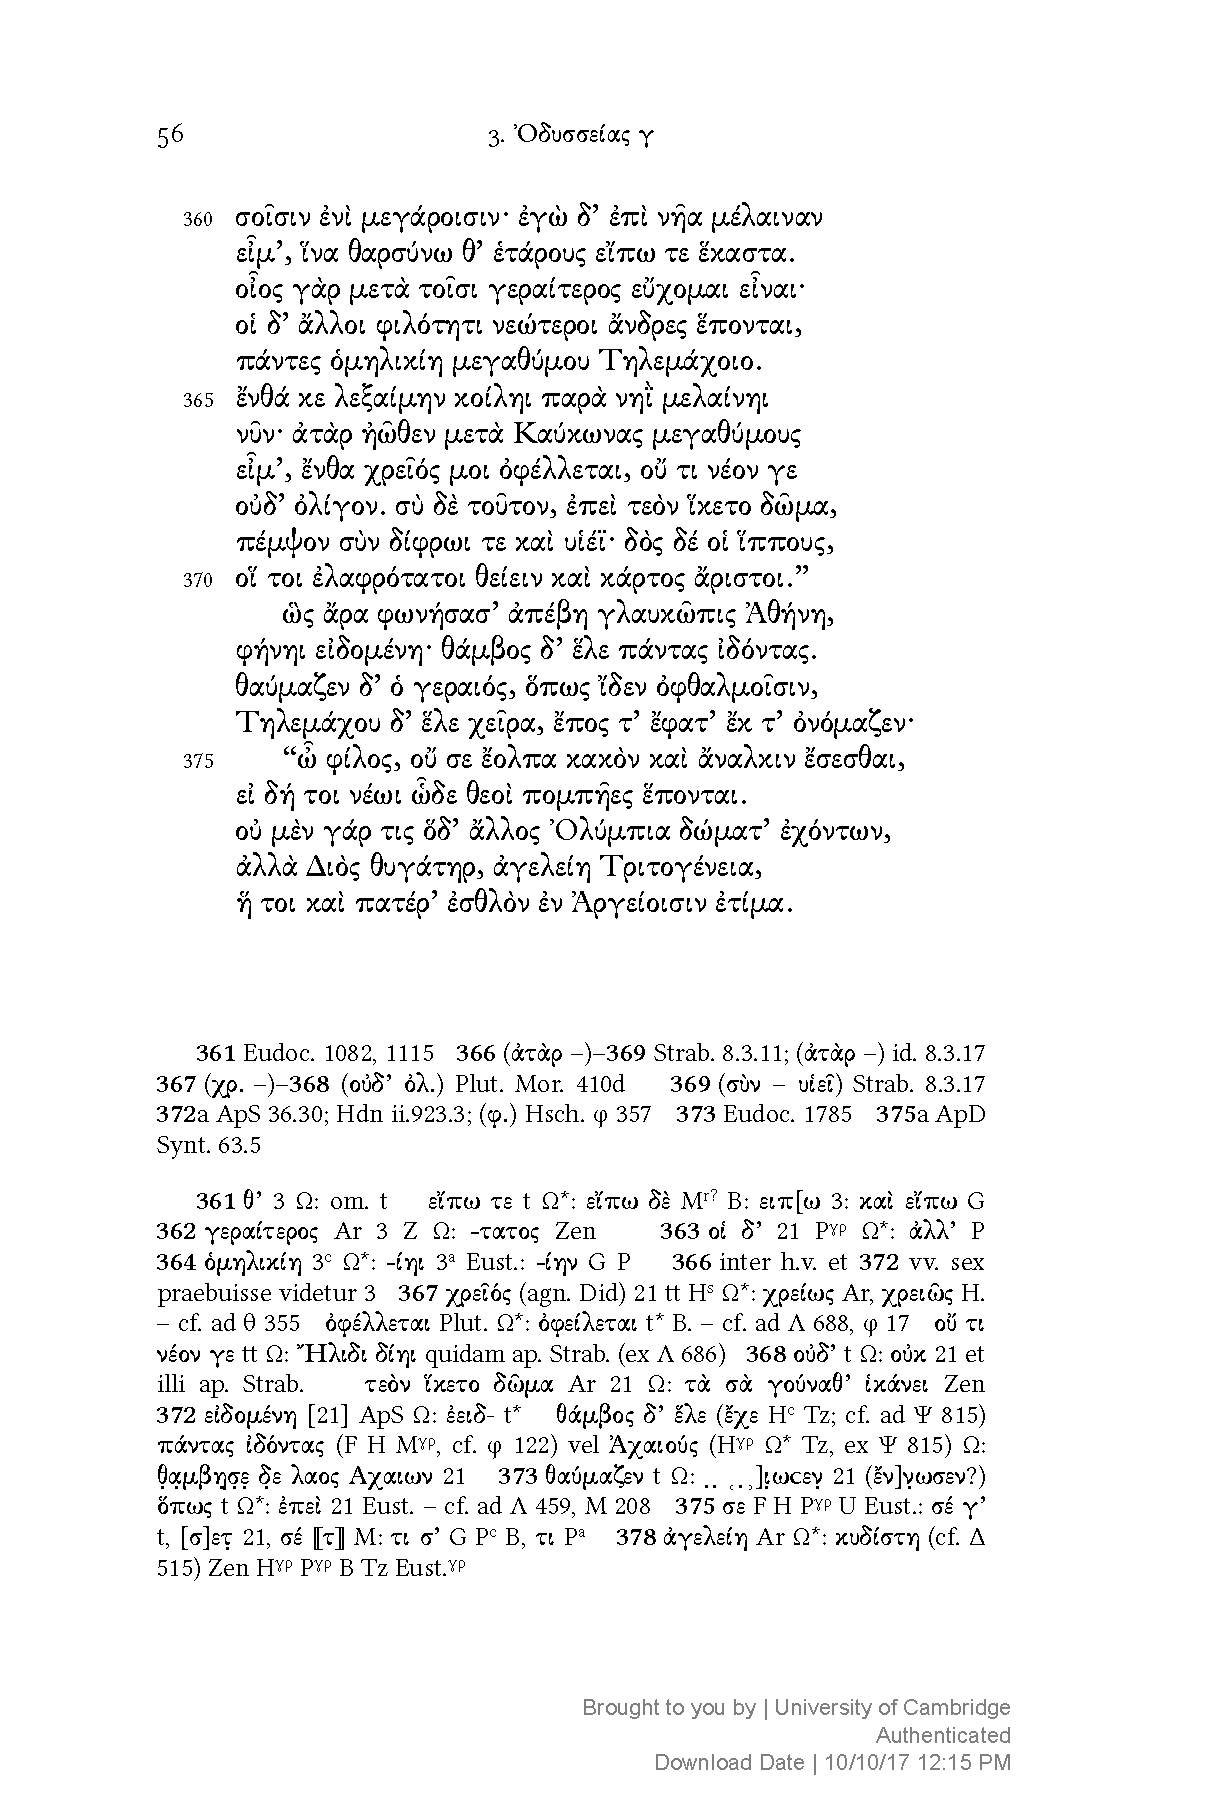 56 3. Ὀδυσσείας γ
360 σοῖσιν ἐνὶ μεγάροισιν· ἐγὼ δ’ ἐπὶ νῆα μέλαιναν
εἶμ’, ἵνα θαρσύνω θ’ ἑτάρους εἴπω τε ἕκαστα.
οἶος γὰρ μετὰ τοῖσι γεραίτερος εὔχομαι εἶναι·
οἱ δ’ ἄλλοι φιλότητι νεώτεροι ἄνδρες ἕπονται,
πάντες ὁμηλικίη μεγαθύμου Τηλεμάχοιο.
365 ἔνθά κε λεξαίμην κοίληι παρὰ νηῒ μελαίνηι
νῦν· ἀτὰρ ἠῶθεν μετὰ Καύκωνας μεγαθύμους
εἶμ’, ἔνθα χρεῖός μοι ὀφέλλεται, οὔ τι νέον γε
οὐδ’ ὀλίγον. σὺ δὲ τοῦτον, ἐπεὶ τεὸν ἵκετο δῶμα,
πέμψον σὺν δίφρωι τε καὶ υἱέϊ· δὸς δέ οἱ ἵππους,
370 οἵ τοι ἐλαφρότατοι θείειν καὶ κάρτος ἄριστοι.”
ὣς ἄρα φωνήσασ’ ἀπέβη γλαυκῶπις Ἀθήνη,
φήνηι εἰδομένη· θάμβος δ’ ἕλε πάντας ἰδόντας.
θαύμαζεν δ’ ὁ γεραιός, ὅπως ἴδεν ὀφθαλμοῖσιν,
Τηλεμάχου δ’ ἕλε χεῖρα, ἔπος τ’ ἔφατ’ ἔκ τ’ ὀνόμαζεν·
375 “ὦ φίλος, οὔ σε ἔολπα κακὸν καὶ ἄναλκιν ἔσεσθαι,
εἰ δή τοι νέωι ὧδε θεοὶ πομπῆες ἕπονται.
οὐ μὲν γάρ τις ὅδ’ ἄλλος Ὀλύμπια δώματ’ ἐχόντων,
ἀλλὰ Διὸς θυγάτηρ, ἀγελείη Τριτογένεια,
ἥ τοι καὶ πατέρ’ ἐσθλὸν ἐν Ἀργείοισιν ἐτίμα.
361 Eudoc. 1082, 1115 366 (ἀτὰρ –)–369 Strab. 8.3.11; (ἀτὰρ –) id. 8.3.17
367 (χρ. –)–368 (οὐδ’ ὀλ.) Plut. Mor. 410d 369 (σὺν – υἱεῖ) Strab. 8.3.17
372a ApS 36.30; Hdn ii.923.3; (φ.) Hsch. φ 357 373 Eudoc. 1785 375a ApD
Synt. 63.5
361 θ’ 3 Ω: om. t εἴπω τε t Ω*: εἴπω δὲ Mr? B: ειπ[ω 3: καὶ εἴπω G
362 γεραίτερος Ar 3 Z Ω: -τατος Zen 363 οἱ δ’ 21 Pγρ Ω*: ἀλλ’ P
364 ὁμηλικίη 3c Ω*: -ίηι 3a Eust.: -ίην G P 366 inter h.v. et 372 vv. sex
praebuisse videtur 3 367 χρεῖός (agn. Did) 21 tt Hs Ω*: χρείως Ar, χρειῶς H.
– cf. ad θ 355 ὀφέλλεται Plut. Ω*: ὀφείλεται t* B. – cf. ad Λ 688, φ 17 οὔ τι
νέον γε tt Ω: Ἤλιδι δίηι quidam ap. Strab. (ex Λ 686) 368 οὐδ’ t Ω: οὐκ 21 et
illi ap. Strab. τεὸν ἵκετο δῶμα Ar 21 Ω: τὰ σὰ γούναθ’ ἱκάνει Zen
372 εἰδομένη [21] ApS Ω: ἐειδ- t* θάμβος δ’ ἕλε (ἔχε Hc Tz; cf. ad Ψ 815)
πάντας ἰδόντας (F H Mγρ, cf. φ 122) vel Ἀχαιούς (Hγρ Ω* Tz, ex Ψ 815) Ω:
θ̣α̣μβη̣σ̣ε̣ δ̣ε λαος Αχαιων 21 373 θαύμαζεν t Ω: .. .. .]ι̣ωϲεν̣ 21 (ἔν]ν̣ωσεν?)
ὅπως t Ω*: ἐπεὶ 21 Eust. – cf. ad Λ 459, Μ 208 375 σε F H Pγρ U Eust.: σέ γ’
t, [σ]ετ̣ 21, σέ ⟦τ⟧ M: τι σ’ G Pc B, τι Pa 378 ἀγελείη Ar Ω*: κυδίστη (cf. Δ
515) Zen Hγρ Pγρ B Tz Eust.γρ
Brought to you by | University of Cambridge
Authenticated
Download Date | 10/10/17 12:15 PM